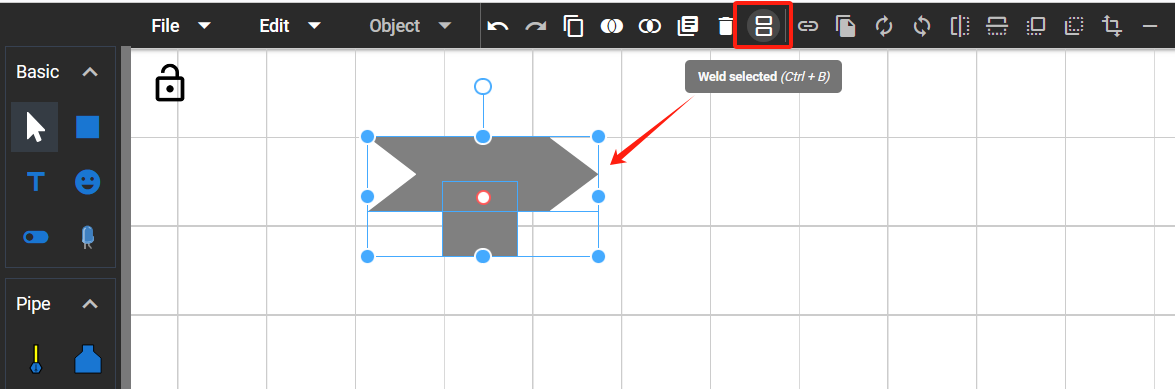 File Edit Object
Basic
Weld selected (Ctrl + B)
T
Pipe